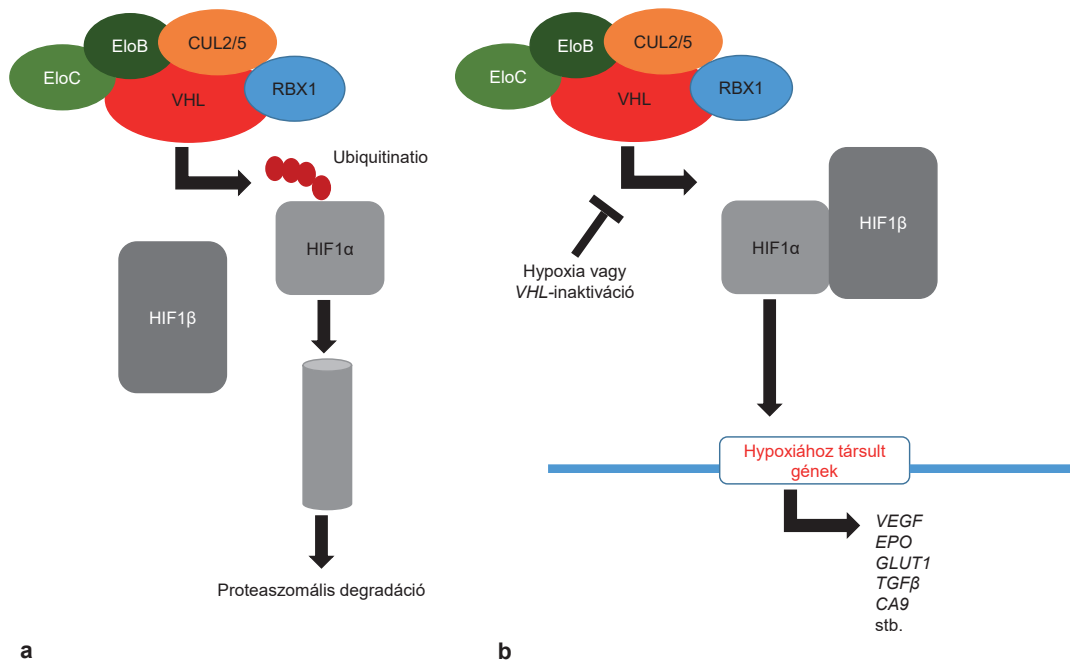 EloC
EloB
CUL2/5
VHL
RBX1
Ubiquitinatio
HIF1α
HIF1β
Proteaszomális degradáció
a
EloC
EloB
CUL2/5
VHL
RBX1
Hypoxia vagy
VHL-inaktiváció
HIF1α
HIF1β
Hypoxiához társult
gének
VEGF
EPO
GLUT1
TGFβ
CA9
stb.
b